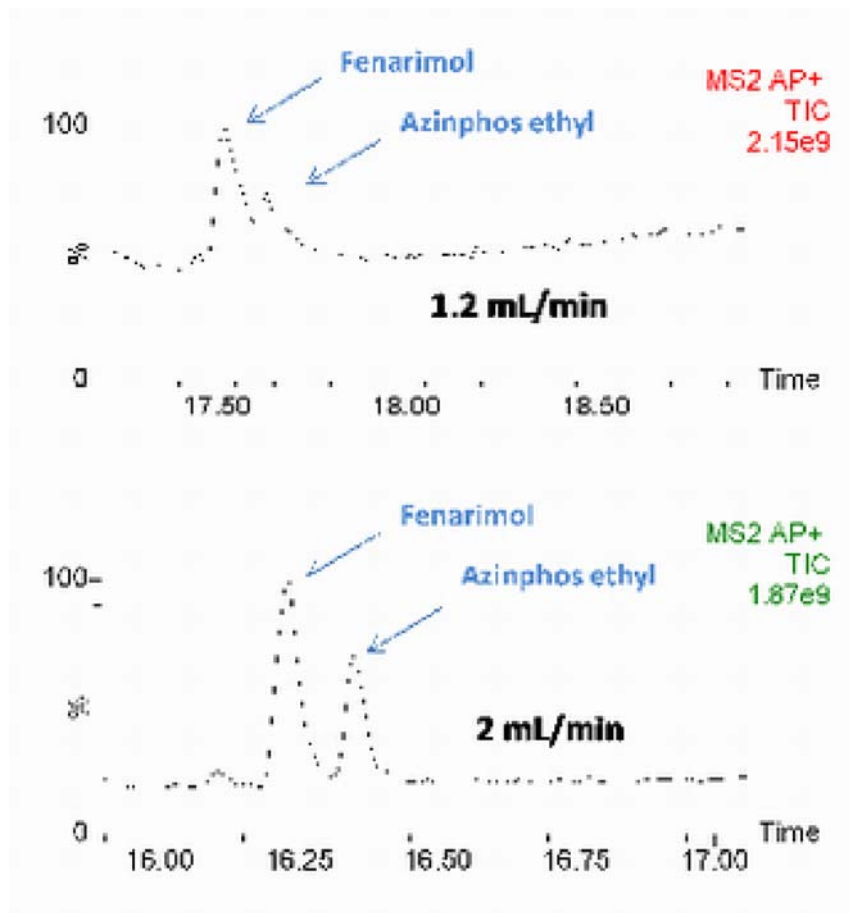 Fenarimol
MS2 AP+
TIC
2.15e9
100
Azinphos ethyl
%
1.2 mL/min
0
Time
17.50 18.00 18.50
Fenarimol
MS2 AP+
TIC
1.87e9
100
Azinphos ethyl
%
2 mL/min
0
Time
16.00 16.25 16.50 16.75 17.00